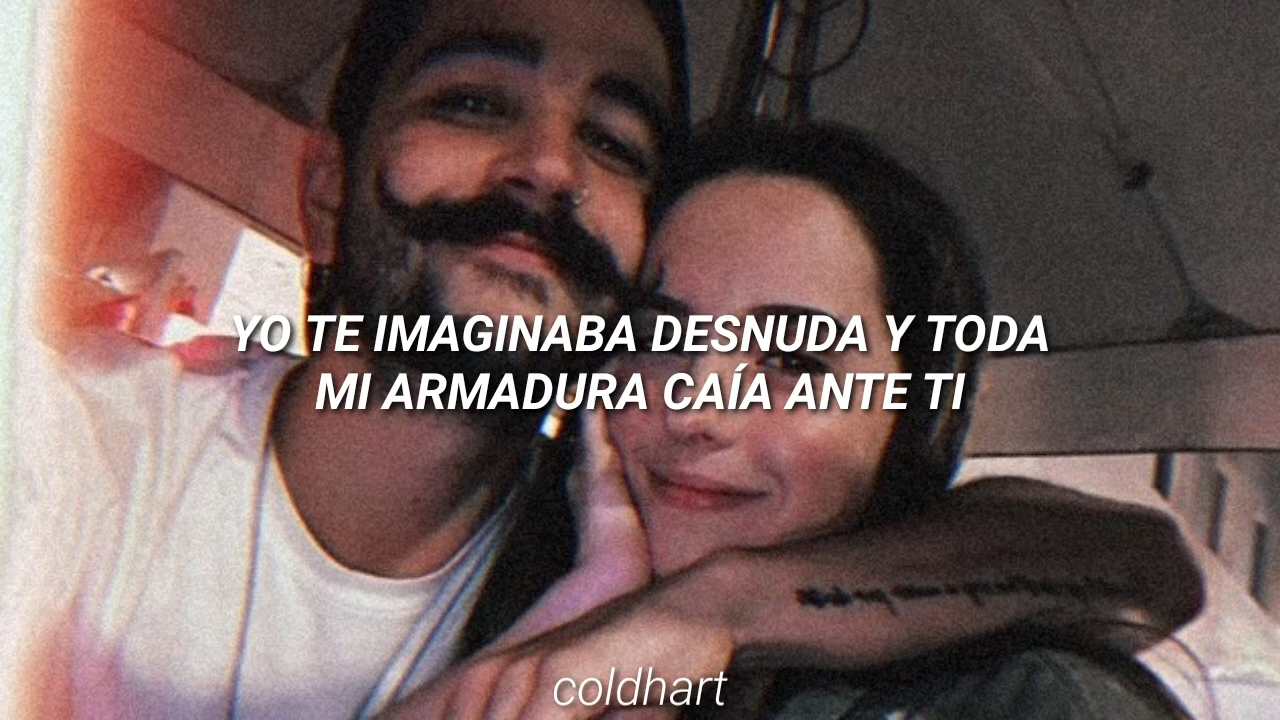 YO TE IMAGINABA DESNUDA Y TODA
MI ARMADURA CAÍA ANTE TI
coldhart